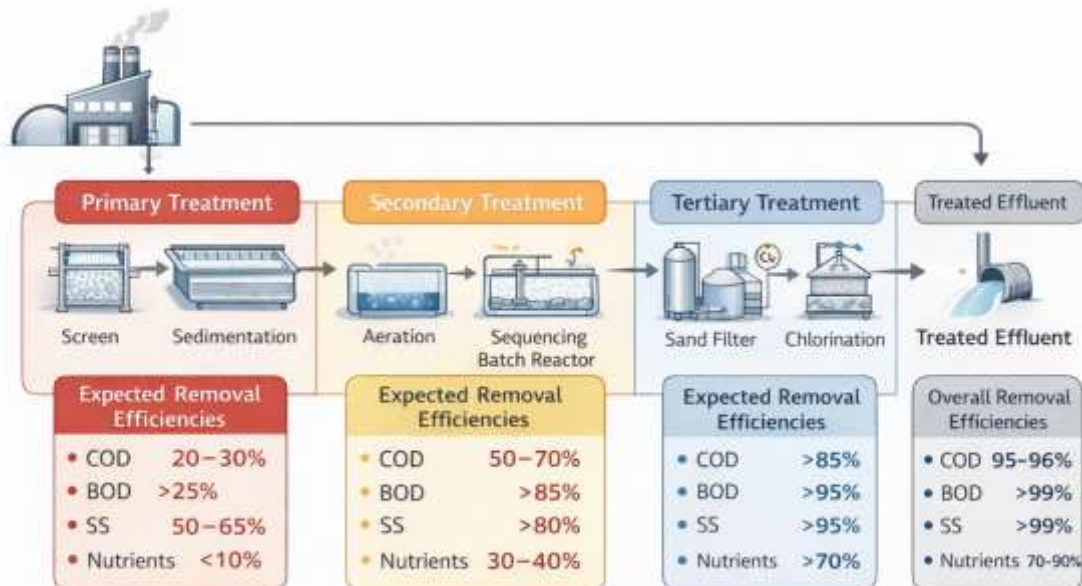 Primary Treatment
Secondary Treatment
Tertiary Treatment
Treated Effluent
Screen
Sedimentation
Aeration
Sequencing
Batch Reactor
Sand Filter
Chlorination
Treated Effluent
Expected Removal
Efficiencies
• COD 20–30%
• BOD >25%
• SS 50–65%
• Nutrients <10%
Expected Removal
Efficiencies
• COD 50–70%
• BOD >85%
• SS >80%
• Nutrients 30–40%
Expected Removal
Efficiencies
• COD >85%
• BOD >95%
• SS >95%
• Nutrients >70%
Overall Removal
Efficiencies
• COD 95–96%
• BOD >99%
• SS >99%
• Nutrients 70-90%